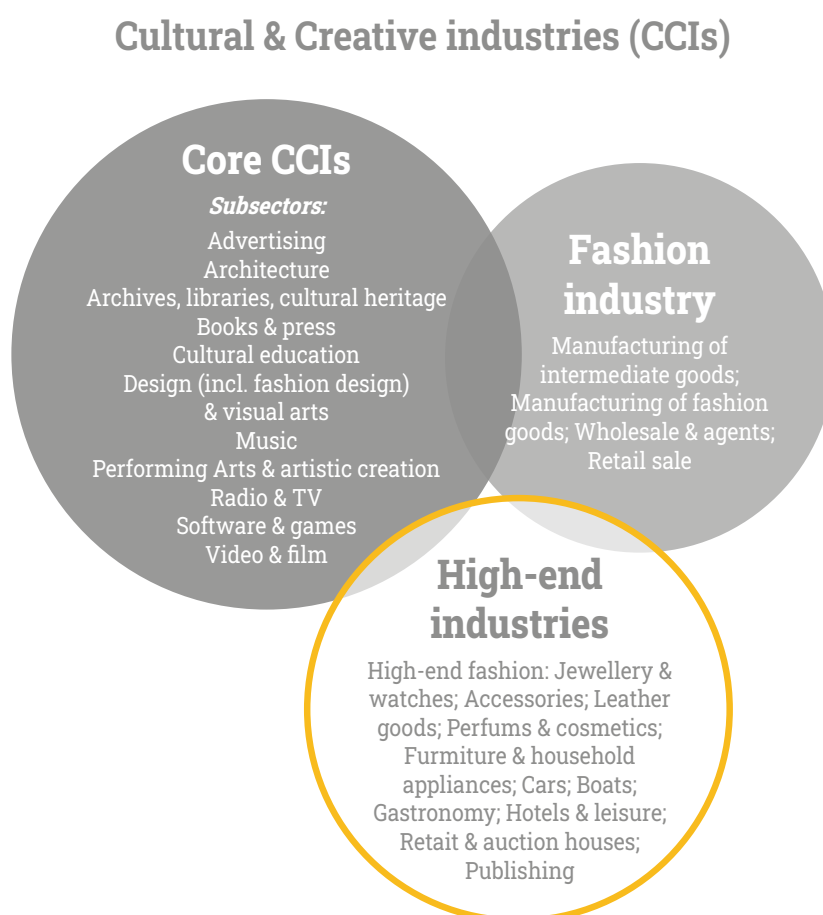 Cultural & Creative industries (CCIs)
Core CCIs
Subsectors:
Advertising
Architecture
Archives, libraries, cultural heritage
Books & press
Cultural education
Design (incl. fashion design)
& visual arts
Music
Performing Arts & artistic creation
Radio & TV
Software & games
Video & film
Fashion
industry
Manufacturing of
intermediate goods;
Manufacturing of fashion
goods; Wholesale & agents;
Retail sale
High-end
industries
High-end fashion: Jewellery &
watches; Accessories; Leather
goods; Perfums & cosmetics;
Furmiture & household
appliances; Cars; Boats;
Gastronomy; Hotels & leisure;
Retait & auction houses;
Publishing